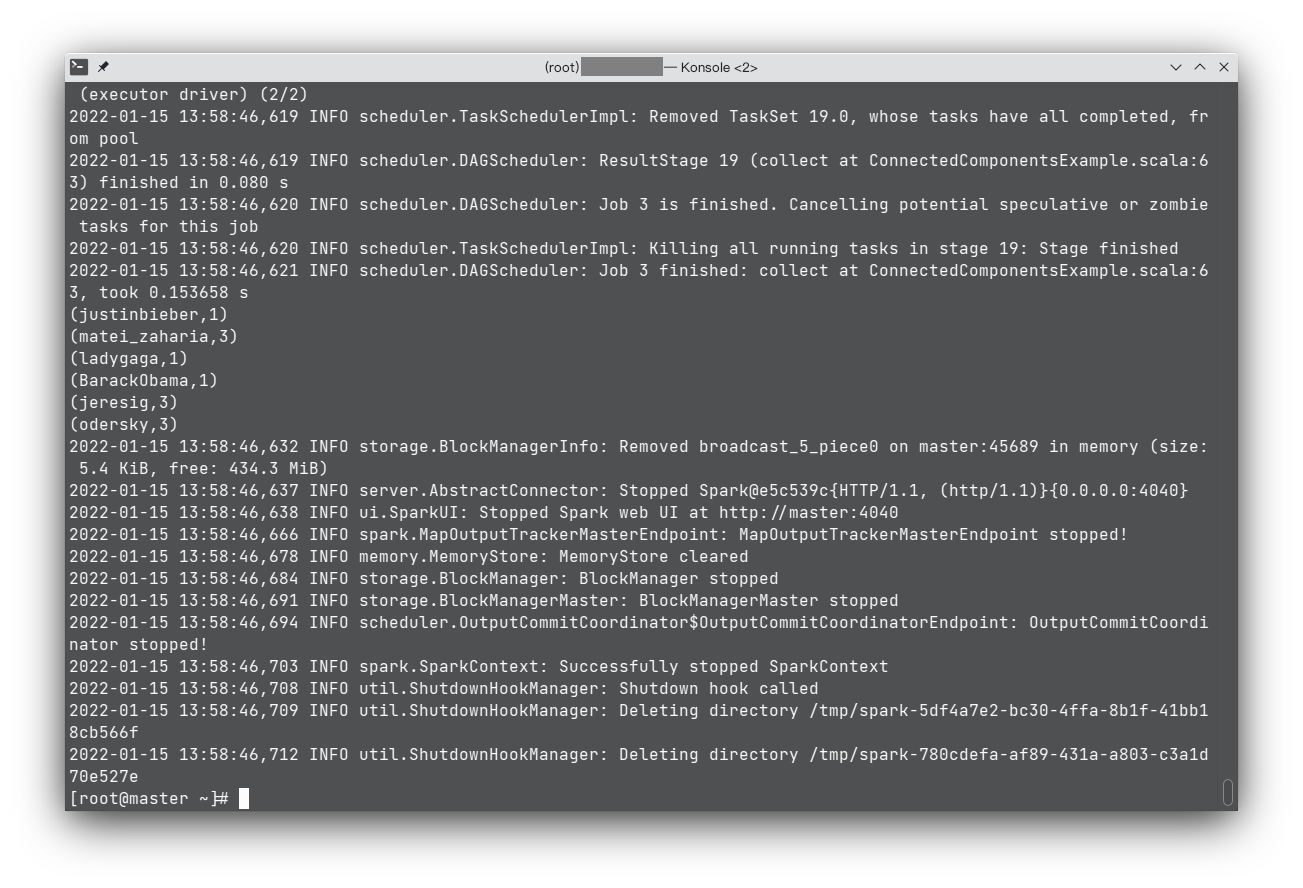 (root) — Konsole <2>
(executor driver) (2/2)
2022-01-15 13:58:46,619 INFO scheduler.TaskSchedulerImpl: Removed TaskSet 19.0, whose tasks have all completed, fr
om pool
2022-01-15 13:58:46,619 INFO scheduler.DAGScheduler: ResultStage 19 (collect at ConnectedComponentsExample.scala:6
3) finished in 0.080 s
2022-01-15 13:58:46,620 INFO scheduler.DAGScheduler: Job 3 is finished. Cancelling potential speculative or zombie
tasks for this job
2022-01-15 13:58:46,620 INFO scheduler.TaskSchedulerImpl: Killing all running tasks in stage 19: Stage finished
2022-01-15 13:58:46,621 INFO scheduler.DAGScheduler: Job 3 finished: collect at ConnectedComponentsExample.scala:6
3, took 0.153658 s
(justinbieber,1)
(matei_zaharia,3)
(ladygaga,1)
(BarackObama,1)
(jeresig,3)
(odersky,3)
2022-01-15 13:58:46,632 INFO storage.BlockManagerInfo: Removed broadcast_5_piece0 on master:45689 in memory (size:
5.4 KiB, free: 434.3 MiB)
2022-01-15 13:58:46,637 INFO server.AbstractConnector: Stopped Spark@e5c539c{HTTP/1.1, (http/1.1)}{0.0.0.0:4040}
2022-01-15 13:58:46,638 INFO ui.SparkUI: Stopped Spark web UI at http://master:4040
2022-01-15 13:58:46,666 INFO spark.MapOutputTrackerMasterEndpoint: MapOutputTrackerMasterEndpoint stopped!
2022-01-15 13:58:46,678 INFO memory.MemoryStore: MemoryStore cleared
2022-01-15 13:58:46,684 INFO storage.BlockManager: BlockManager stopped
2022-01-15 13:58:46,691 INFO storage.BlockManagerMaster: BlockManagerMaster stopped
2022-01-15 13:58:46,694 INFO scheduler.OutputCommitCoordinator$OutputCommitCoordinatorEndpoint: OutputCommitCoordi
nator stopped!
2022-01-15 13:58:46,703 INFO spark.SparkContext: Successfully stopped SparkContext
2022-01-15 13:58:46,708 INFO util.ShutdownHookManager: Shutdown hook called
2022-01-15 13:58:46,709 INFO util.ShutdownHookManager: Deleting directory /tmp/spark-5df4a7e2-bc30-4ffa-8b1f-41bb1
8cb566f
2022-01-15 13:58:46,712 INFO util.ShutdownHookManager: Deleting directory /tmp/spark-780cdefa-af89-431a-a803-c3a1d
70e527e
[root@master ~]#